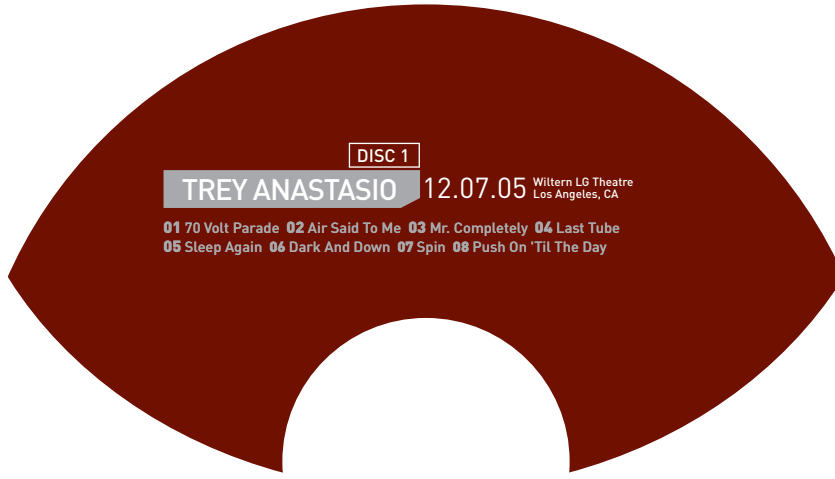 DISC 1
TREY ANASTASIO 12.07.05 Wiltern LG Theatre
Los Angeles, CA
01 70 Volt Parade 02 Air Said To Me 03 Mr. Completely 04 Last Tube
05 Sleep Again 06 Dark And Down 07 Spin 08 Push On 'Til The Day